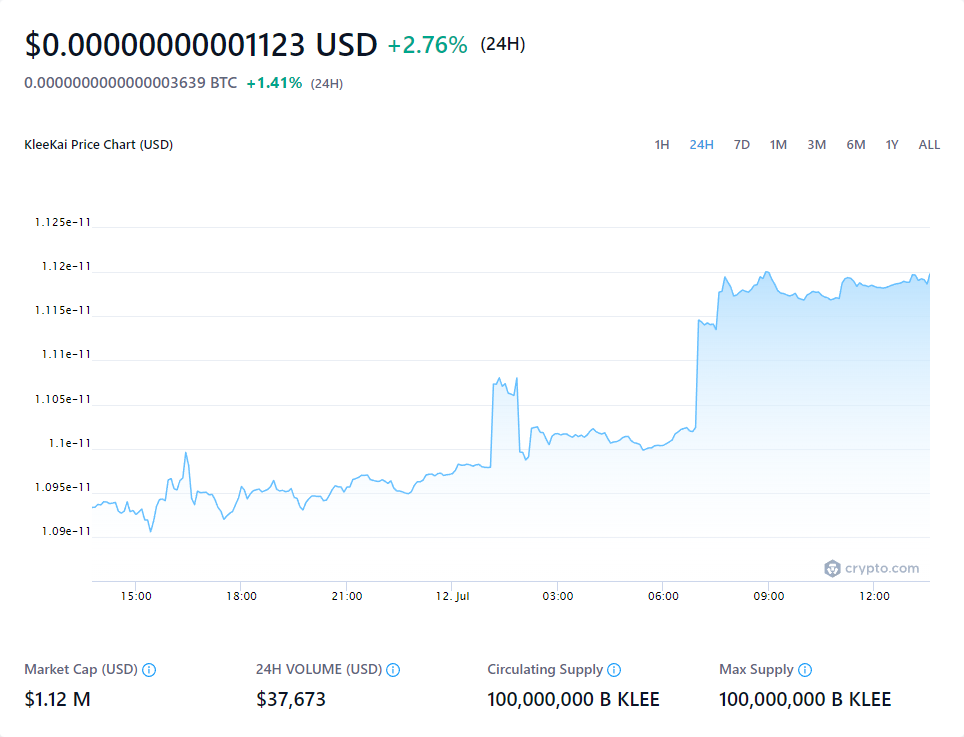 $0.00000000001123 USD +2.76% (24H)
0.0000000000000003639 BTC +1.41% (24H)
KleeKai Price Chart (USD)
1H 24H 7D 1M 3M 6M 1Y ALL
1.125e-11
1.12e-11
1.115e-11
1.11e-11
1.105e-11
1.1e-11
1.095e-11
1.09e-11
crypto.com
15:00 18:00 21:00 12. Jul 03:00 06:00 09:00 12:00
Market Cap (USD) 24H VOLUME (USD) Circulating Supply Max Supply
$1.12 M $37,673 100,000,000 B KLEE 100,000,000 B KLEE